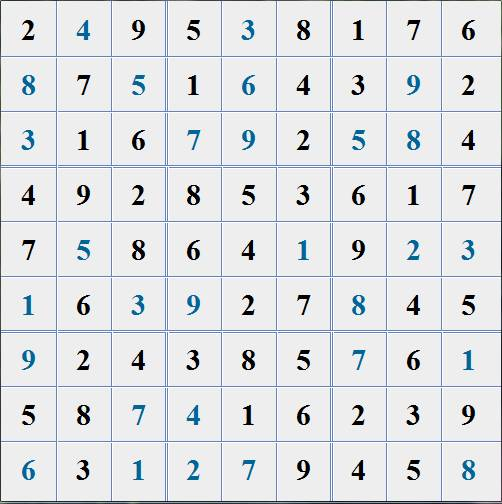 2 4 9 5 3 8 1 7 6
8 7 5 1 6 4 3 9 2
3 1 6 7 9 2 5 8 4
4 9 2 8 5 3 6 1 7
7 5 8 6 4 1 9 2 3
1 6 3 9 2 7 8 4 5
9 2 4 3 8 5 7 6 1
5 8 7 4 1 6 2 3 9
6 3 1 2 7 9 4 5 8